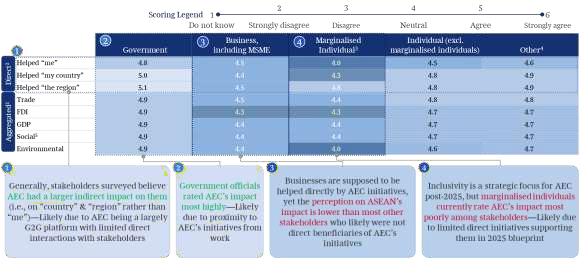 Scoring Legend 1 2 3 4 5 6
Do not know Strongly disagree Disagree Neutral Agree Strongly agree
1 2 Government 3 Business, including MSME 4 Marginalised Individual³ Individual (excl. marginalised individuals) Other⁴
Direct¹
Helped "me" 4.8 4.5 4.0 4.5 4.6
Helped "my country" 5.0 4.4 4.3 4.8 4.9
Helped "the region" 5.1 4.5 4.8 4.9
Aggregated²
Trade 4.9 4.5 4.4 4.8 4.8
FDI 4.9 4.3 4.3 4.7 4.7
GDP 4.9 4.4 4.4 4.7 4.7
Social⁵ 4.9 4.4 4.4 4.7 4.7
Environmental 4.9 4.4 4.0 4.6 4.7
1
Generally, stakeholders surveyed believe
AEC had a larger indirect impact on them
(i.e., on "country" & "region" rather than
"me")—Likely due to AEC being a largely
G2G platform with limited direct
interactions with stakeholders
2
Government officials
rated AEC's impact
most highly—Likely
due to proximity to
AEC's initiatives from
work
3
Businesses are supposed to be
helped directly by AEC initiatives,
yet the perception on ASEAN's
impact is lower than most other
stakeholders who likely were not
direct beneficiaries of AEC's
initiatives
4
Inclusivity is a strategic focus for AEC
post-2025, but marginalised individuals
currently rate AEC's impact most
poorly among stakeholders—Likely due
to limited direct initiatives supporting
them in 2025 blueprint